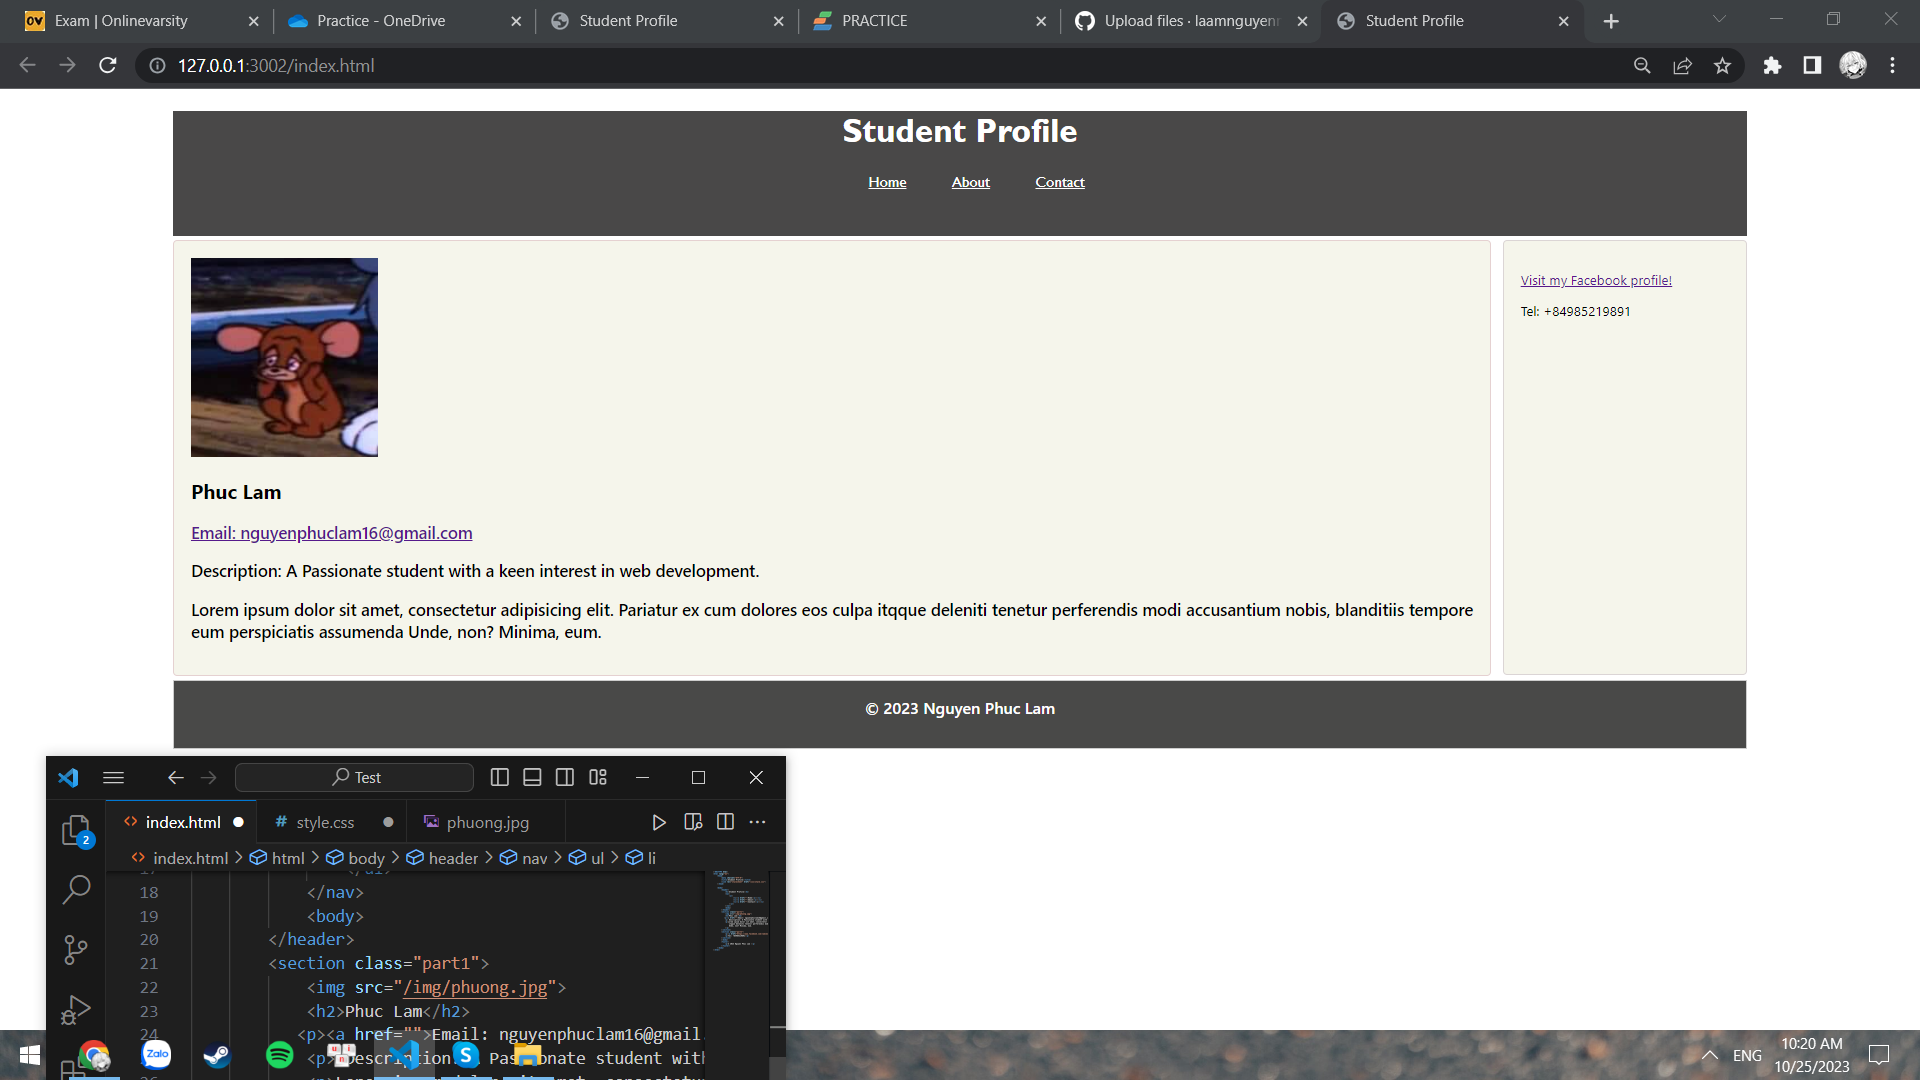 Exam | Onlinevarsity
Practice - OneDrive
Student Profile
PRACTICE
Upload files · laamnguyenn
Student Profile
127.0.0.1:3002/index.html
Student Profile
Home About Contact
Phuc Lam
Email: nguyenphuclam16@gmail.com
Description: A Passionate student with a keen interest in web development.
Lorem ipsum dolor sit amet, consectetur adipisicing elit. Pariatur ex cum dolores eos culpa itqque deleniti tenetur perferendis modi accusantium nobis, blanditiis tempore
eum perspiciatis assumenda Unde, non? Minima, eum.
Visit my Facebook profile!
Tel: +84985219891
© 2023 Nguyen Phuc Lam
Test
index.html
# style.css
phuong.jpg
2
index.html > html > body > header > nav > ul > li
18 </nav>
19 <body>
20 </header>
21 <section class="part1">
22 <img src="/img/phuong.jpg">
23 <h2>Phuc Lam</h2>
24 <p><a href="">Email: nguyenphuclam16@gmail.
student with
Zalo
ENG
10:20 AM
10/25/2023